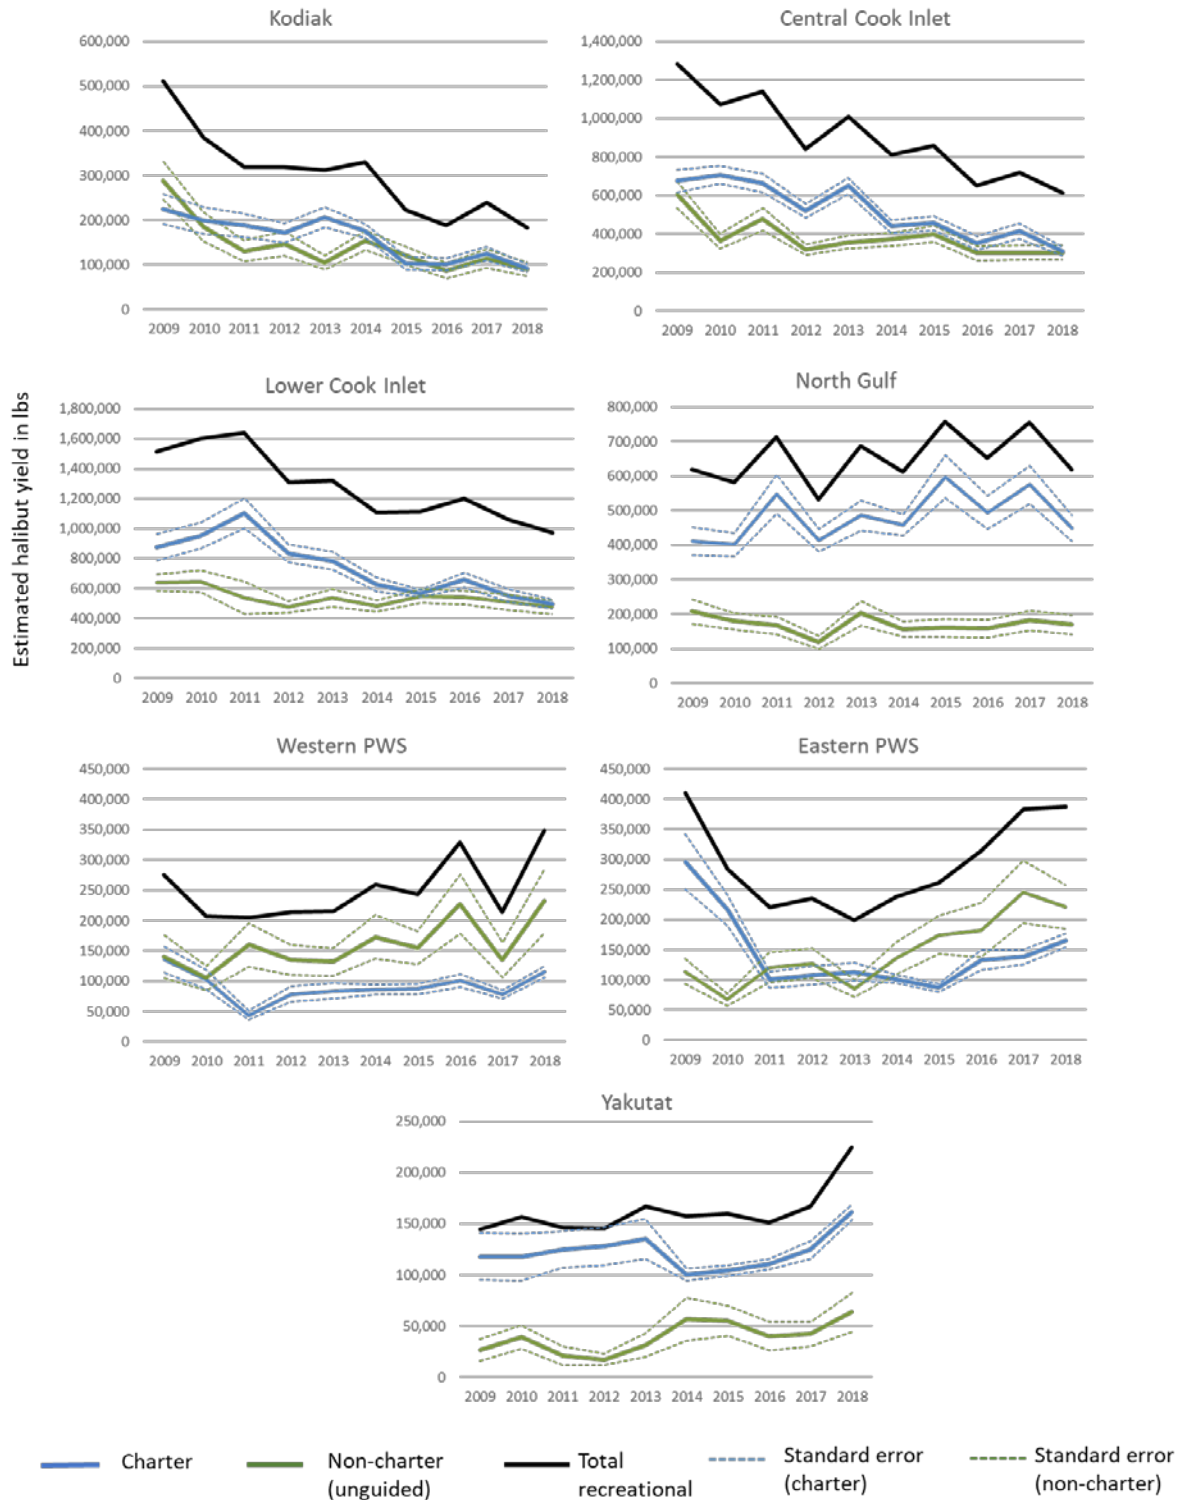 Kodiak
600,000
500,000
400,000
300,000
200,000
100,000
0
2009 2010 2011 2012 2013 2014 2015 2016 2017 2018
Central Cook Inlet
1,400,000
1,200,000
1,000,000
800,000
600,000
400,000
200,000
0
2009 2010 2011 2012 2013 2014 2015 2016 2017 2018
Estimated halibut yield in lbs
Lower Cook Inlet
1,800,000
1,600,000
1,400,000
1,200,000
1,000,000
800,000
600,000
400,000
200,000
0
2009 2010 2011 2012 2013 2014 2015 2016 2017 2018
North Gulf
800,000
700,000
600,000
500,000
400,000
300,000
200,000
100,000
0
2009 2010 2011 2012 2013 2014 2015 2016 2017 2018
Western PWS
450,000
400,000
350,000
300,000
250,000
200,000
150,000
100,000
50,000
0
2009 2010 2011 2012 2013 2014 2015 2016 2017 2018
Eastern PWS
450,000
400,000
350,000
300,000
250,000
200,000
150,000
100,000
50,000
0
2009 2010 2011 2012 2013 2014 2015 2016 2017 2018
Yakutat
250,000
200,000
150,000
100,000
50,000
0
2009 2010 2011 2012 2013 2014 2015 2016 2017 2018
Charter
Non-charter
(unguided)
Total
recreational
Standard error
(charter)
Standard error
(non-charter)